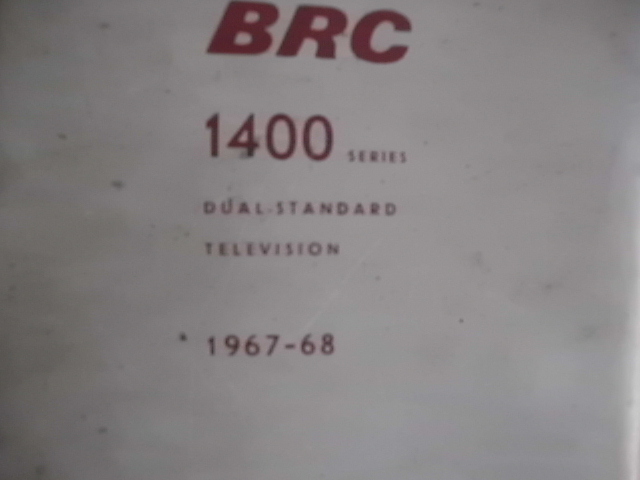 BRC
1400 SERIES
DUAL-STANDARD
TELEVISION
1967-68